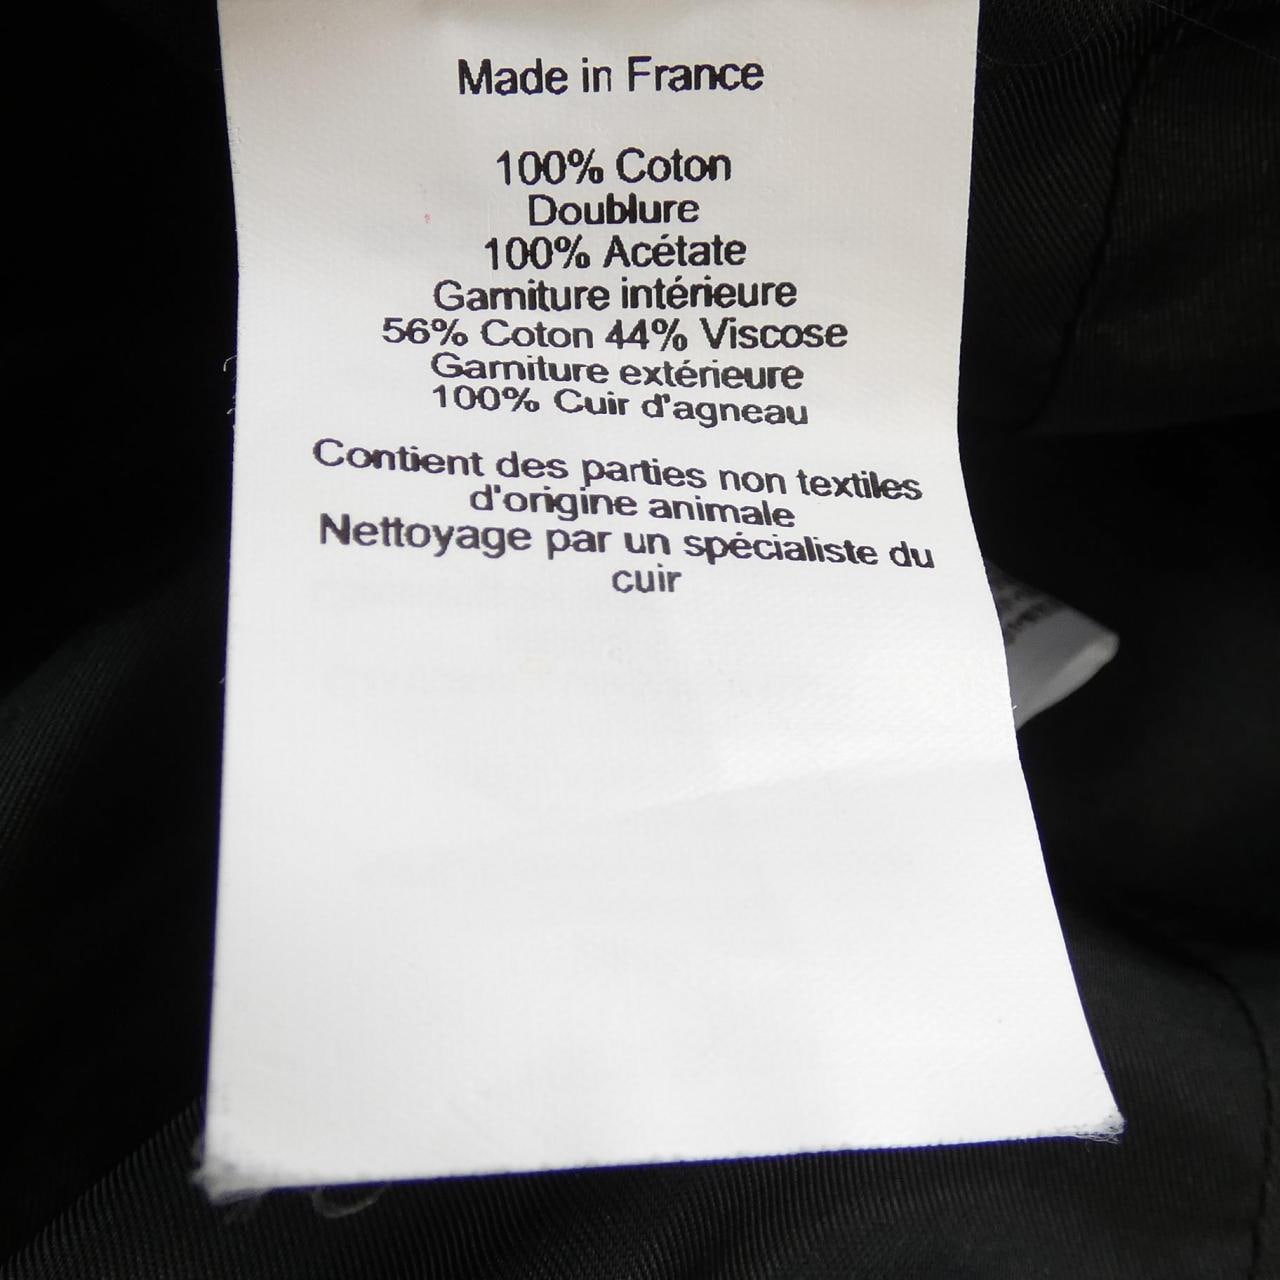 Made in France
100% Coton
Doublure
100% Acétate
Garniture intérieure
56% Coton 44% Viscose
Garniture extérieure
100% Cuir d'agneau
Contient des parties non textiles
d'origine animale
Nettoyage par un spécialiste du
cuir